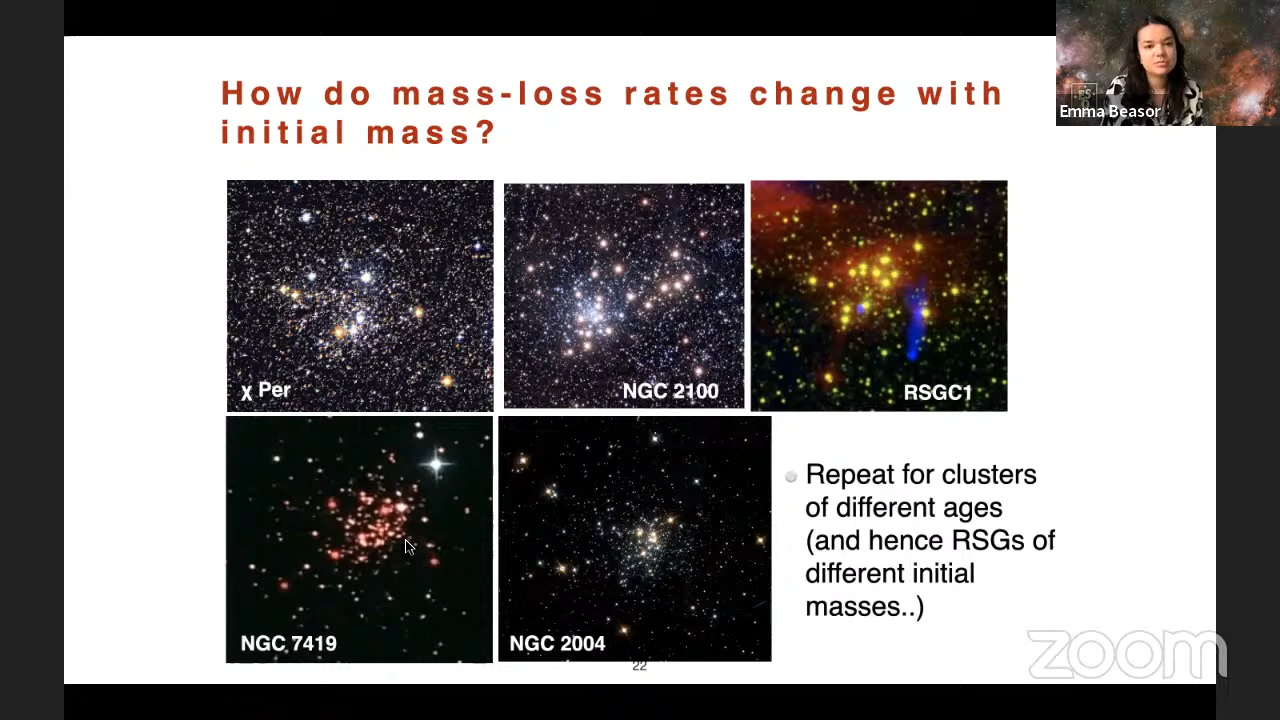 How do mass-loss rates change with
initial mass?
Emma Beasor
χ Per
NGC 2100
RSGC1
NGC 7419
NGC 2004
Repeat for clusters
of different ages
(and hence RSGs of
different initial
masses..)
22
zoom